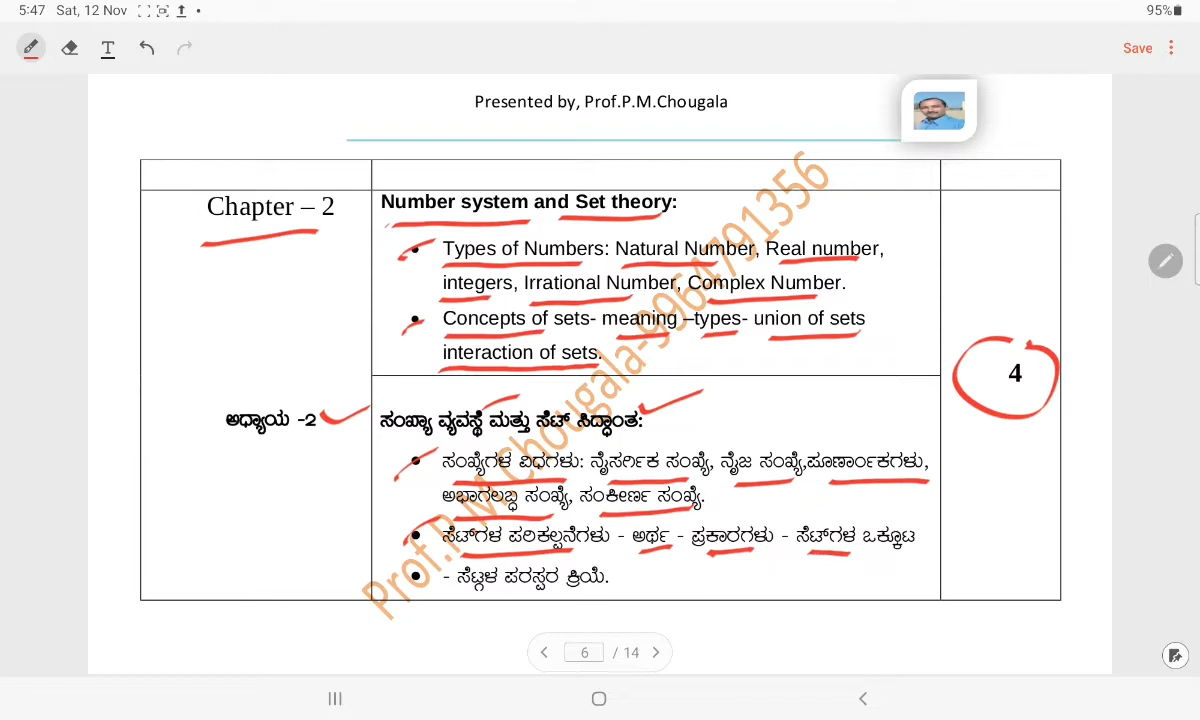 5:47 Sat, 12 Nov
95%
T
Save
Presented by, Prof.P.M.Chougala
Chapter – 2
Number system and Set theory:
• Types of Numbers: Natural Number, Real number,
integers, Irrational Number, Complex Number.
• Concepts of sets- meaning –types- union of sets
interaction of sets.
4
ಅಧ್ಯಾಯ -2
ಸಂಖ್ಯಾ ವ್ಯವಸ್ಥೆ ಮತ್ತು ಸೆಟ್ ಸಿದ್ಧಾಂತ:
• ಸಂಖ್ಯೆಗಳ ವಿಧಗಳು: ನೈಸರ್ಗಿಕ ಸಂಖ್ಯೆ, ನೈಜ ಸಂಖ್ಯೆ,ಪೂರ್ಣಾಂಕಗಳು,
ಅಭಾಗಲಬ್ಧ ಸಂಖ್ಯೆ, ಸಂಕೀರ್ಣ ಸಂಖ್ಯೆ.
• ಸೆಟ್‌ಗಳ ಪರಿಕಲ್ಪನೆಗಳು - ಅರ್ಥ - ಪ್ರಕಾರಗಳು - ಸೆಟ್‌ಗಳ ಒಕ್ಕೂಟ
• - ಸೆಟ್ಗಳ ಪರಸ್ಪರ ಕ್ರಿಯೆ.
Prof.P.M.Chougala-9964791356
6 / 14